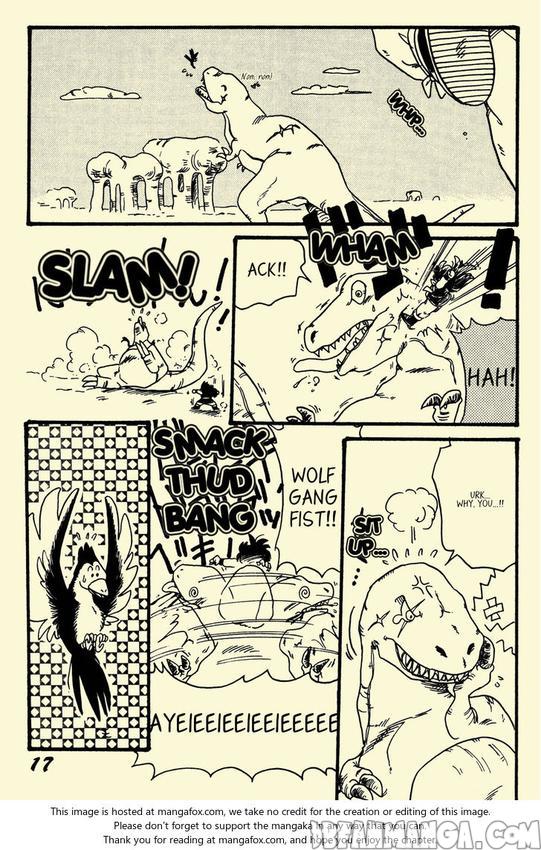 Nom, nom!
WHIP...
WHAM
ACK!!
HAH!
SLAM!
URK...
WHY, YOU...!!
SIT
UP...
WOLF
GANG
FIST!!
SMACK
THUD
BANG
AYEIEEIEEIEEIEEEEE
17
This image is hosted at mangafox.com, we take no credit for the creation or editing of this image.
Please don't forget to support the mangaka in any way that you can.
Thank you for reading at mangafox.com, and hope you enjoy the chapter.